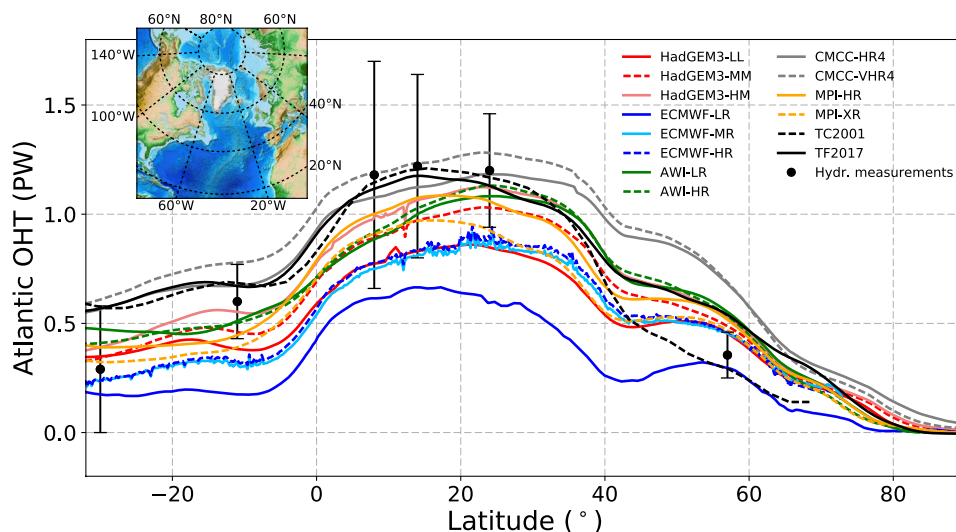 60°N 80°N 60°N
140°W
100°W
40°N
20°N
60°W 20°W
Atlantic OHT (PW)
1.5
1.0
0.5
0.0
−20 0 20 40 60 80
Latitude (°)
HadGEM3-LL
HadGEM3-MM
HadGEM3-HM
ECMWF-LR
ECMWF-MR
ECMWF-HR
AWI-LR
AWI-HR
CMCC-HR4
CMCC-VHR4
MPI-HR
MPI-XR
TC2001
TF2017
Hydr. measurements